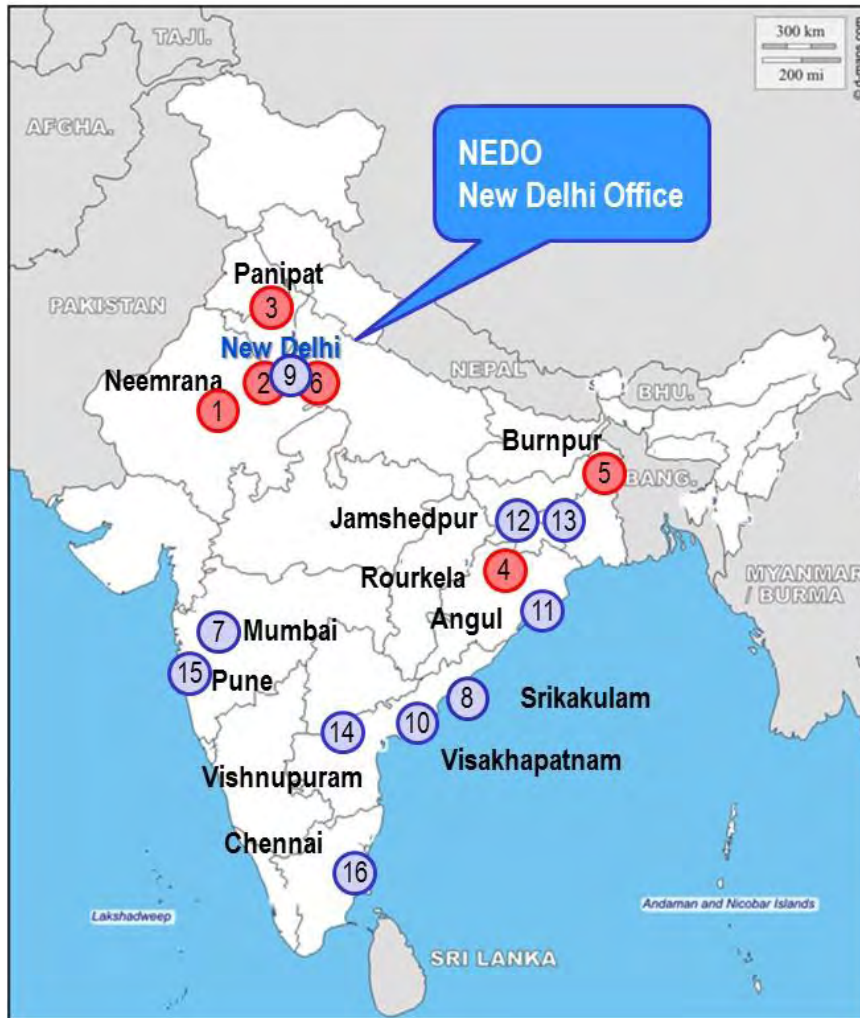 300 km
200 mi
© d-maps.com
TAJI.
AFGHA.
NEDO
New Delhi Office
Panipat
3
PAKISTAN
New Delhi
2
9
6
Neemrana
1
NEPAL
BHU.
Burnpur
5
BANG.
Jamshedpur
12
13
Rourkela
4
MYANMAR
/ BURMA
Angul
11
7
Mumbai
15
Pune
8
Srikakulam
10
14
Visakhapatnam
Vishnupuram
Chennai
16
Lakshadweep
Andaman and Nicobar Islands
SRI LANKA